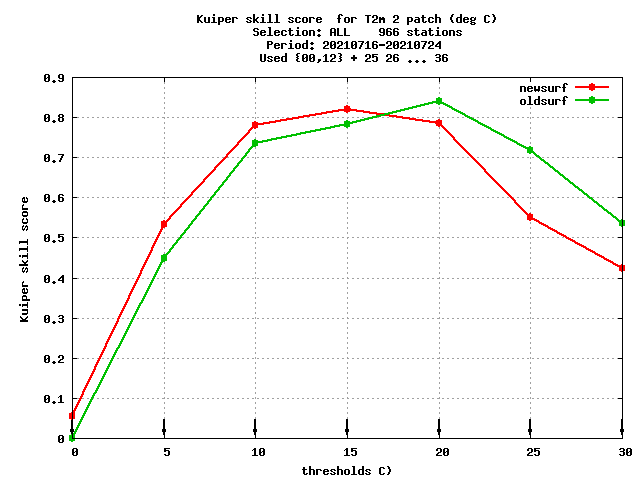 Kuiper skill score  for T2m 2 patch (deg C)
Selection: ALL    966 stations
Period: 20210716-20210724
Used {00,12} + 25 26 ... 36
newsurf
oldsurf
Kuiper skill score
0.9
0.8
0.7
0.6
0.5
0.4
0.3
0.2
0.1
0
0 5 10 15 20 25 30
thresholds C)